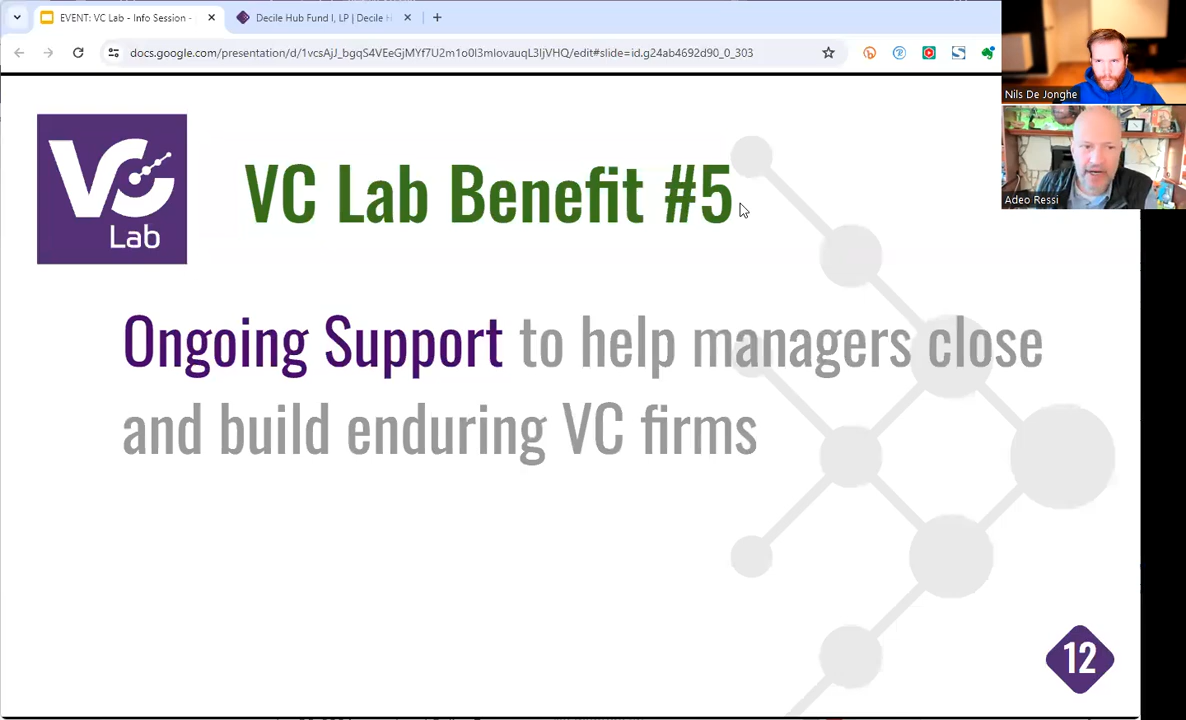 EVENT: VC Lab - Info Session -
Decile Hub Fund I, LP | Decile H
docs.google.com/presentation/d/1vcsAjJ_bgqS4VEeGjMYf7U2m1o0I3mIovauqL3IjVHQ/edit#slide=id.g24ab4692d90_0_303
Nils De Jonghe
Adeo Ressi
VC
Lab
VC Lab Benefit #5
Ongoing Support to help managers close
and build enduring VC firms
12